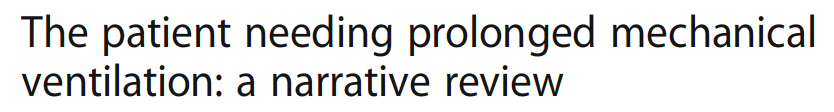 The patient needing prolonged mechanical
ventilation: a narrative review